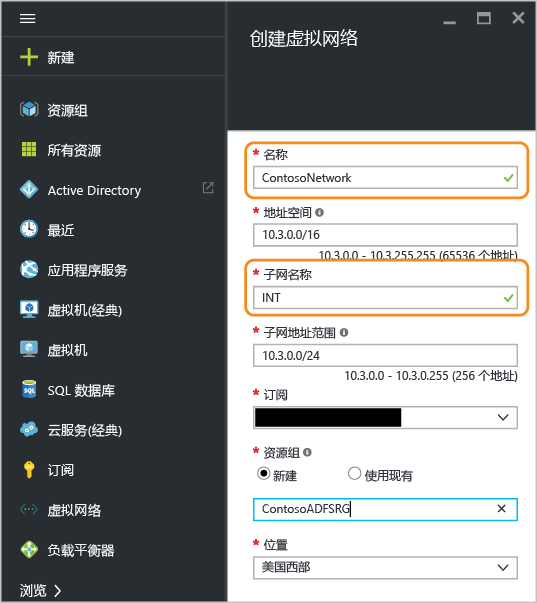 新建
资源组
所有资源
Active Directory
最近
应用程序服务
虚拟机(经典)
虚拟机
SQL 数据库
云服务(经典)
订阅
虚拟网络
负载平衡器
浏览
创建虚拟网络
* 名称
ContosoNetwork
* 地址空间
10.3.0.0/16
10.3.0.0 - 10.3.255.255 (65536 个地址)
* 子网名称
INT
* 子网地址范围
10.3.0.0/24
10.3.0.0 - 10.3.0.255 (256 个地址)
* 订阅
* 资源组
新建 使用现有
ContosoADFSRG
* 位置
美国西部